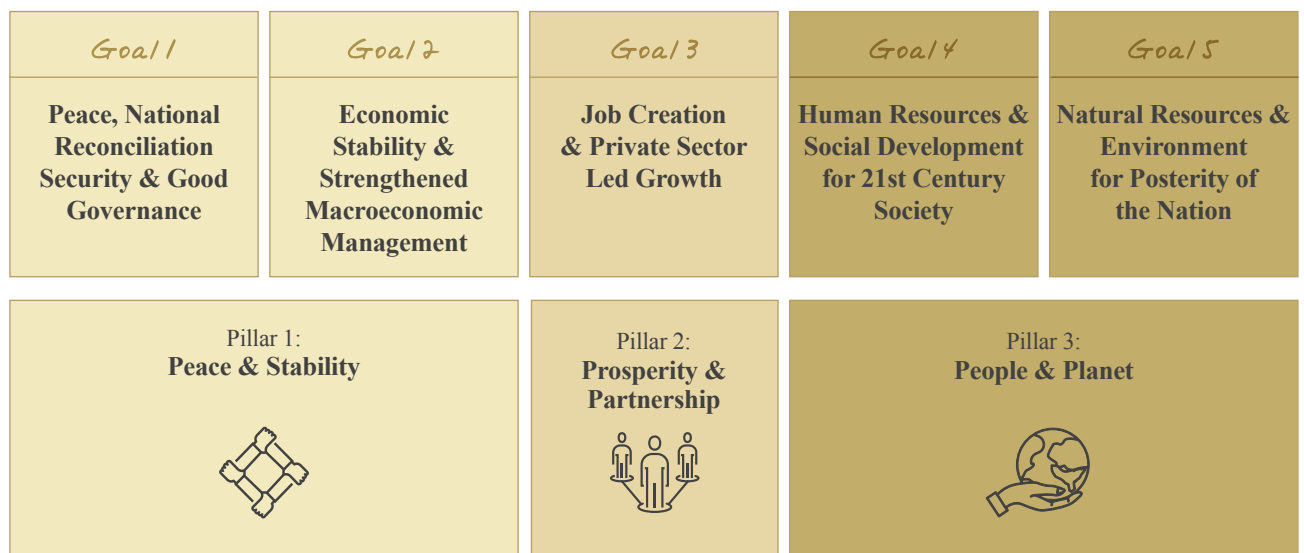 Goal 1
Peace, National
Reconciliation
Security & Good
Governance
Goal 2
Economic
Stability &
Strengthened
Macroeconomic
Management
Goal 3
Job Creation
& Private Sector
Led Growth
Goal 4
Human Resources &
Social Development
for 21st Century
Society
Goal 5
Natural Resources &
Environment
for Posterity of
the Nation
Pillar 1:
Peace & Stability
Pillar 2:
Prosperity &
Partnership
Pillar 3:
People & Planet